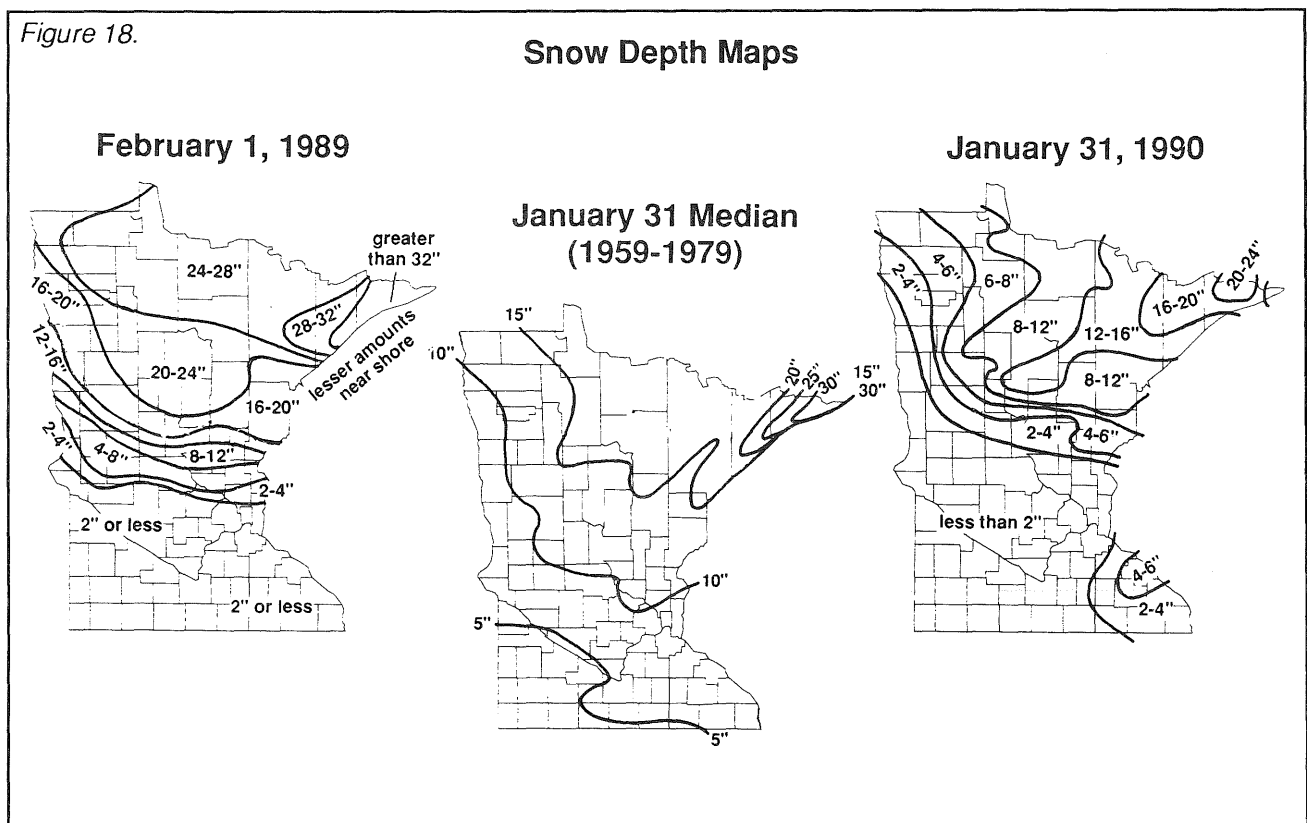 Figure 18.
Snow Depth Maps
February 1, 1989
greater
than 32"
24-28"
16-20"
28-32"
12-16"
20-24"
lesser amounts
near shore
16-20"
2-4"
4-8"
8-12"
2-4"
2" or less
2" or less
January 31 Median
(1959-1979)
15"
10"
20"
25"
30"
15"
30"
10"
5"
5"
January 31, 1990
2-4"
4-6"
6-8"
20-24"
16-20"
8-12"
12-16"
8-12"
2-4"
4-6"
less than 2"
4-6"
2-4"